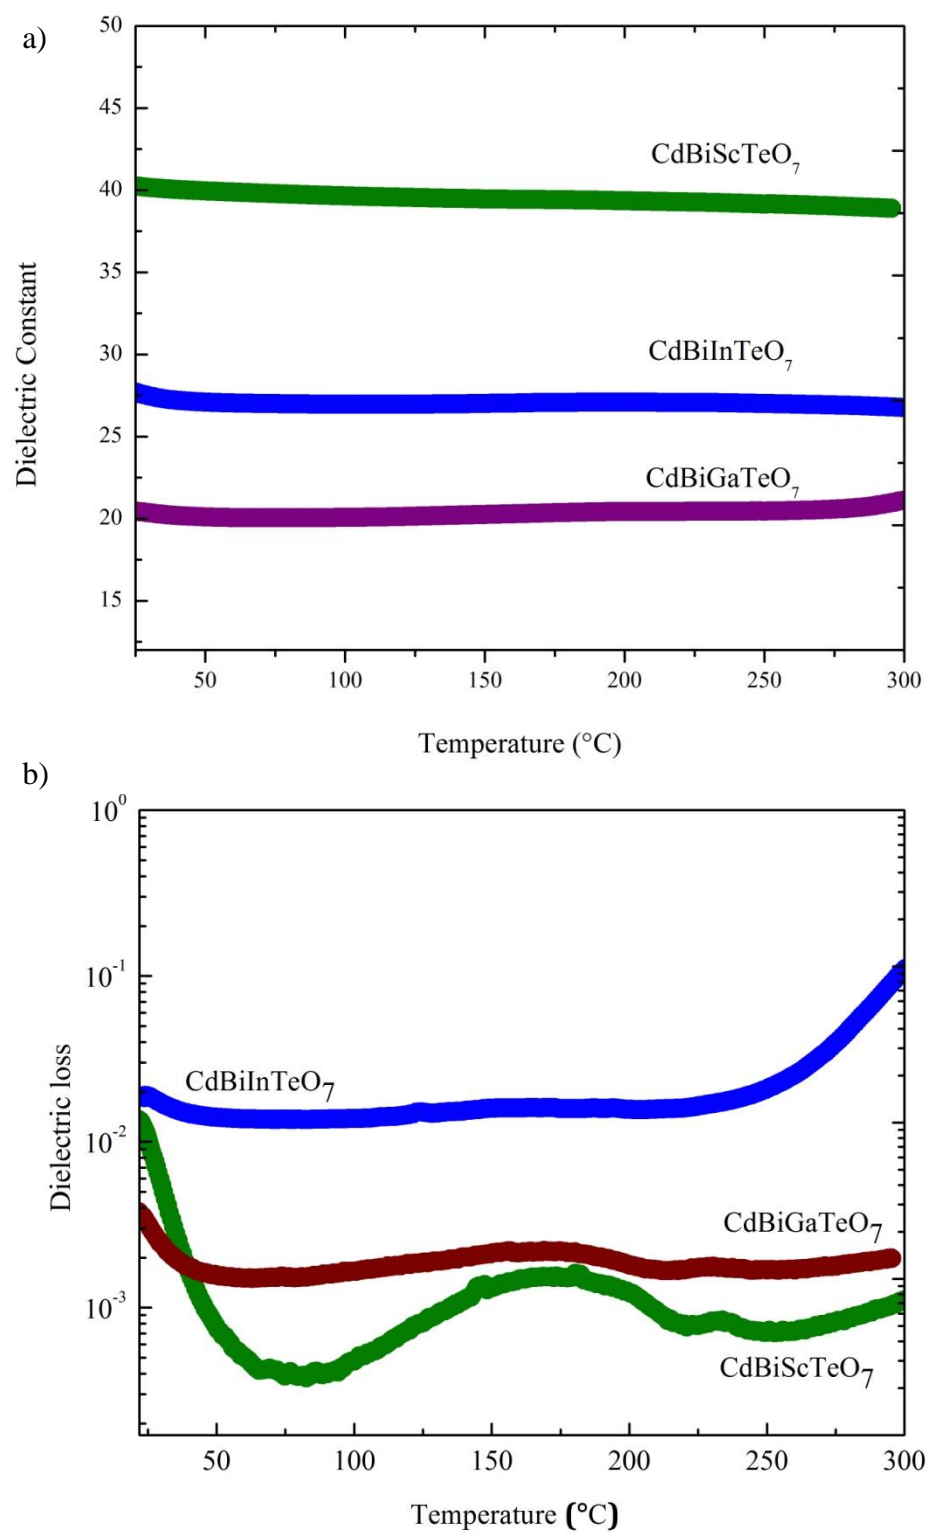 a)
50
45
40
35
30
25
20
15
Dielectric Constant
CdBiScTeO₇
CdBiInTeO₇
CdBiGaTeO₇
50 100 150 200 250 300
Temperature (°C)
b)
10⁰
10⁻¹
10⁻²
10⁻³
Dielectric loss
CdBiInTeO₇
CdBiGaTeO₇
CdBiScTeO₇
50 100 150 200 250 300
Temperature (°C)